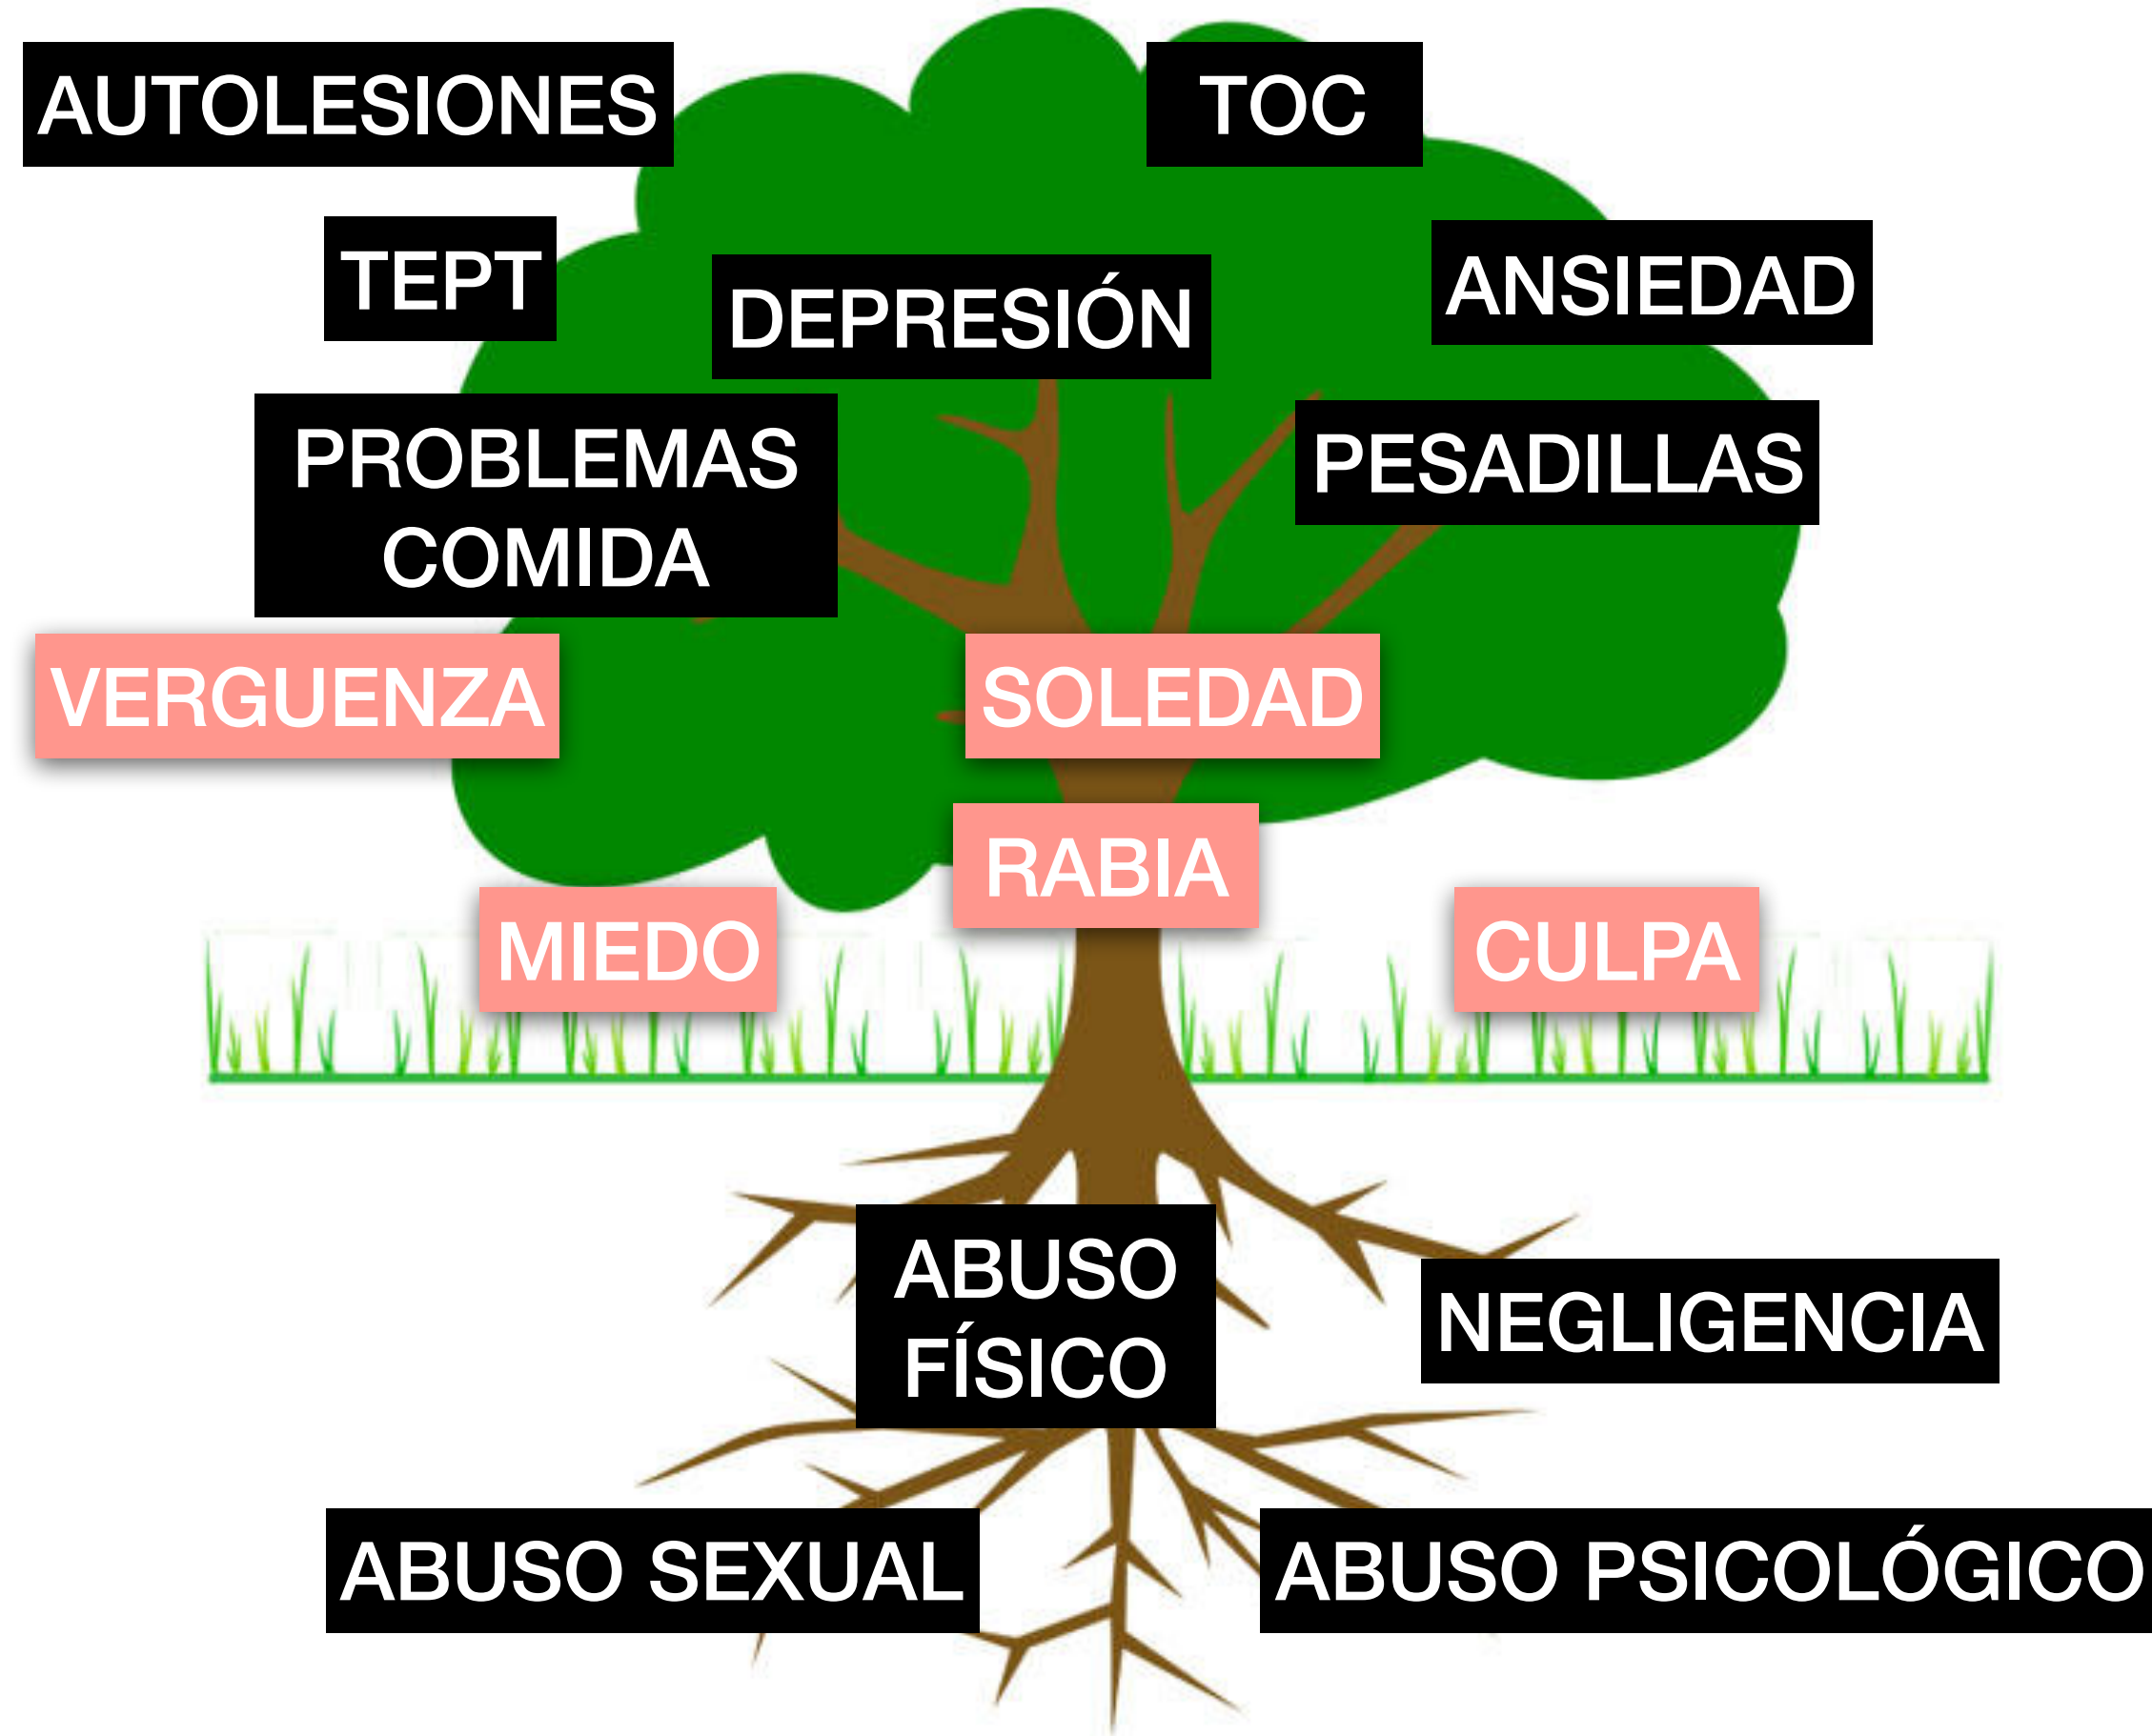 AUTOLESIONES
TOC
TEPT
DEPRESIÓN
ANSIEDAD
PROBLEMAS
COMIDA
PESADILLAS
VERGUENZA
SOLEDAD
RABIA
MIEDO
CULPA
ABUSO
FÍSICO
NEGLIGENCIA
ABUSO SEXUAL
ABUSO PSICOLÓGICO